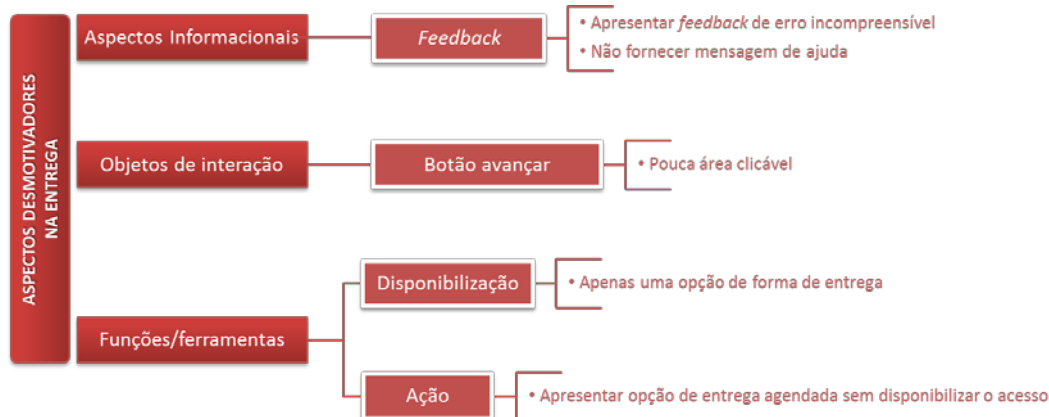 ASPECTOS DESMOTIVADORES
NA ENTREGA
Aspectos Informacionais
Feedback
• Apresentar feedback de erro incompreensível
• Não fornecer mensagem de ajuda
Objetos de interação
Botão avançar
• Pouca área clicável
Funções/ferramentas
Disponibilização
• Apenas uma opção de forma de entrega
Ação
• Apresentar opção de entrega agendada sem disponibilizar o acesso